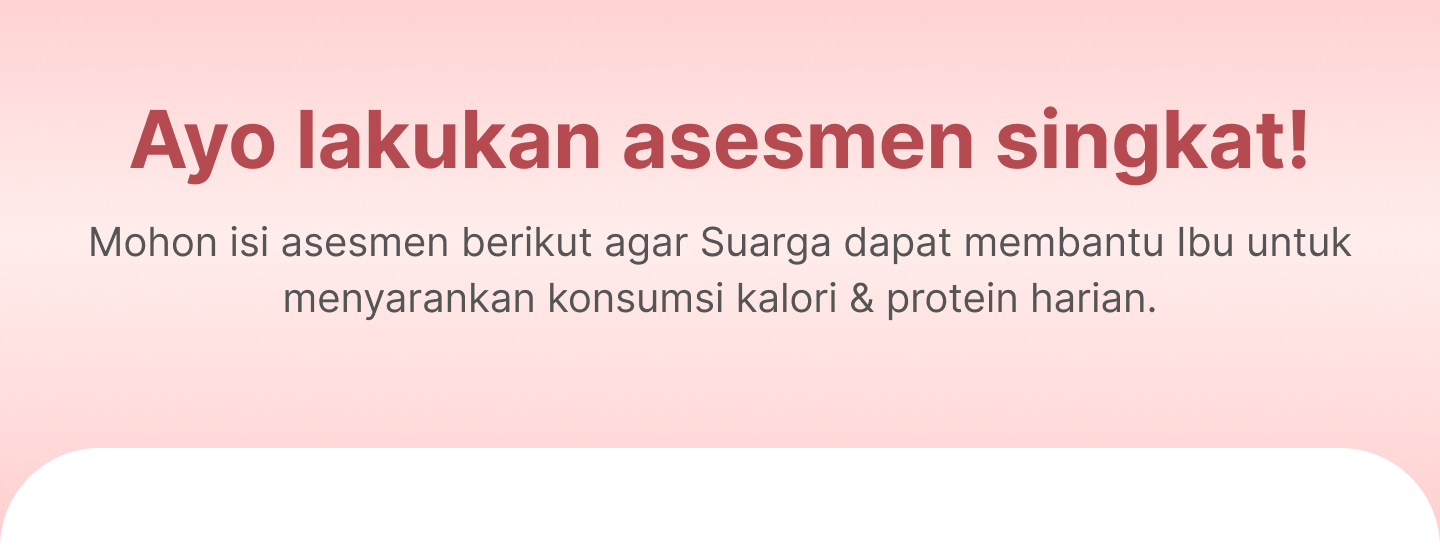 Ayo lakukan asesmen singkat!
Mohon isi asesmen berikut agar Suarga dapat membantu Ibu untuk
menyarankan konsumsi kalori & protein harian.